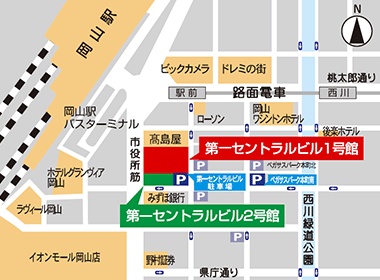 N
岡山駅
ビックカメラ
ドレミの街
桃太郎通り
駅前
路面電車
西川
岡山駅
バスターミナル
ローソン
岡山
ワシントンホテル
後楽ホテル
市役所筋
髙島屋
第一セントラルビル1号館
P
第一セントラルビル
駐車場
P
ペガサスパーク本町北
P
ペガサスパーク本町南
ホテルグランヴィア
岡山
みずほ銀行
P
第一セントラルビル2号館
ラヴィール岡山
西川緑道公園
イオンモール岡山店
野村証券
県庁通り